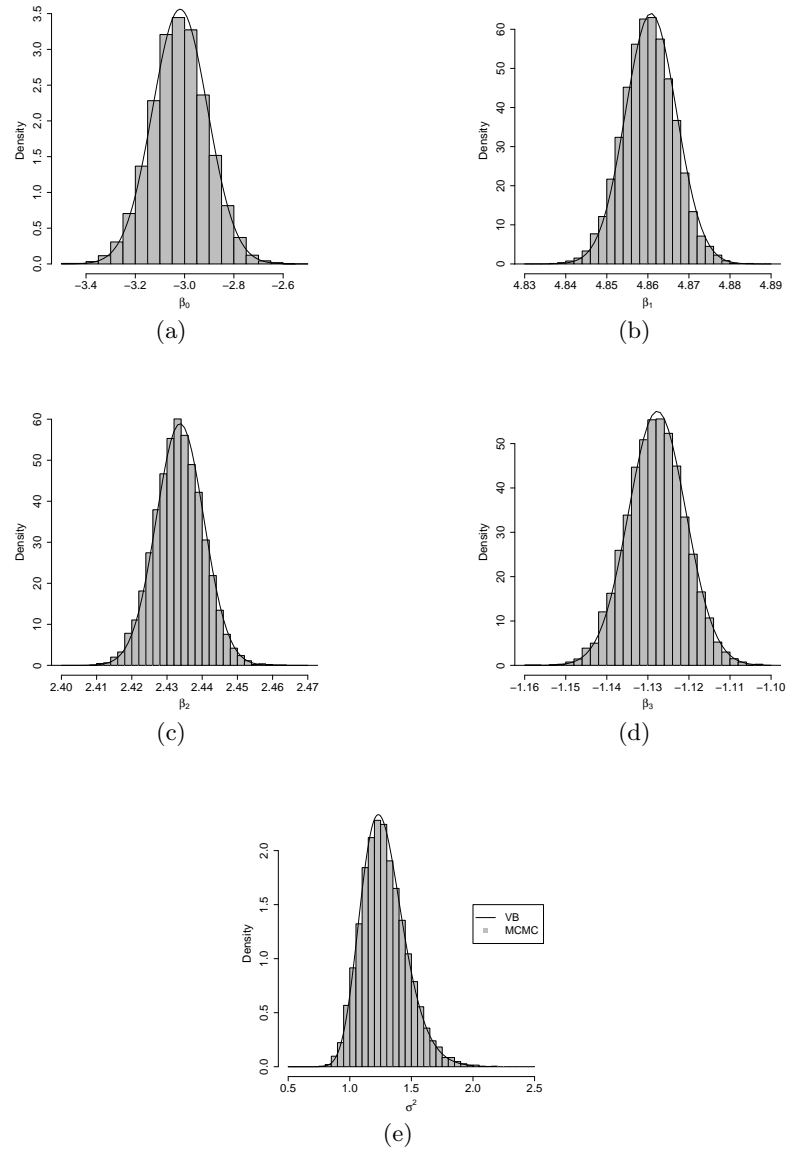 3.5
3.0
2.5
2.0
1.5
1.0
0.5
0.0
Density
−3.4 −3.2 −3.0 −2.8 −2.6
β0
(a)
60
50
40
30
20
10
0
Density
4.83 4.84 4.85 4.86 4.87 4.88 4.89
β1
(b)
60
50
40
30
20
10
0
Density
2.40 2.41 2.42 2.43 2.44 2.45 2.46 2.47
β2
(c)
50
40
30
20
10
0
Density
−1.16 −1.15 −1.14 −1.13 −1.12 −1.11 −1.10
β3
(d)
2.0
1.5
1.0
0.5
0.0
Density
0.5 1.0 1.5 2.0 2.5
σ2
VB
MCMC
(e)